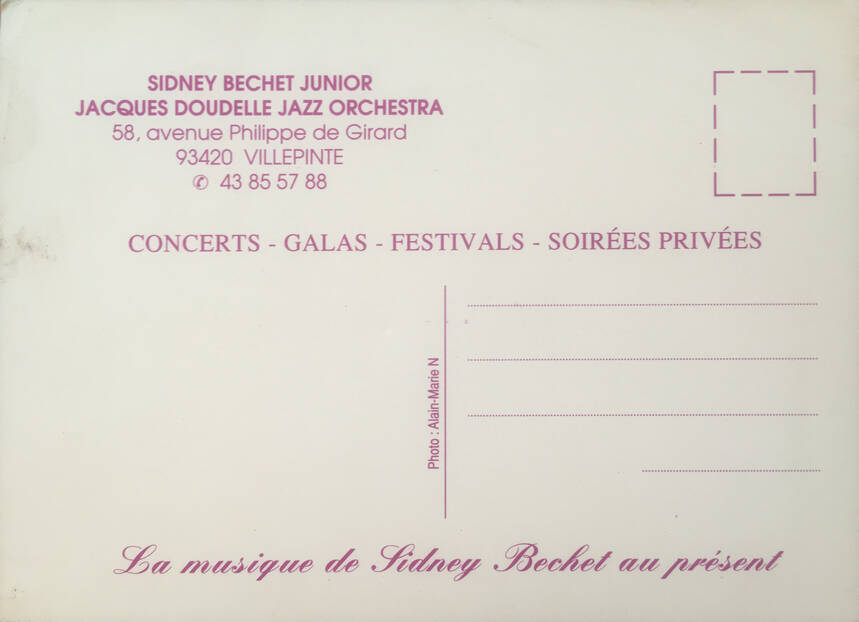 SIDNEY BECHET JUNIOR
JACQUES DOUDELLE JAZZ ORCHESTRA
58, avenue Philippe de Girard
93420 VILLEPINTE
✆ 43 85 57 88
CONCERTS - GALAS - FESTIVALS - SOIRÉES PRIVÉES
Photo : Alain-Marie N
La musique de Sidney Bechet au présent